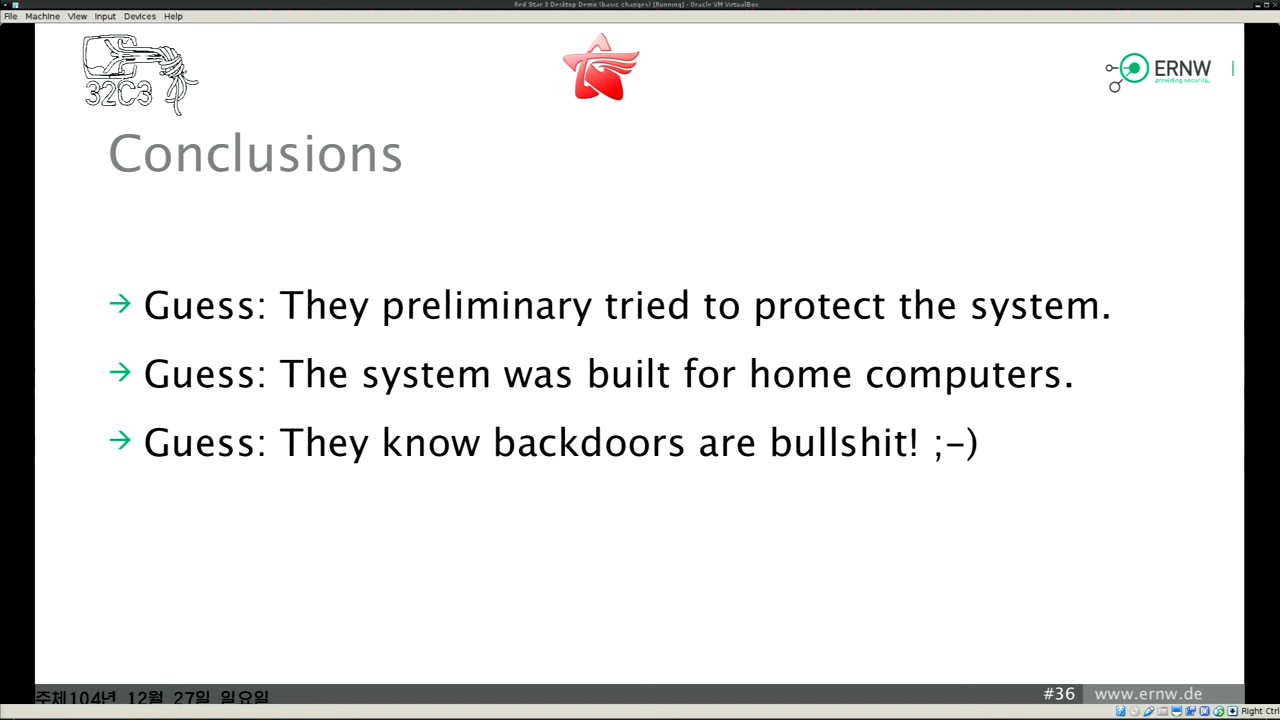 Red Star 3 Desktop Demo (basic changes) [Running] - Oracle VM VirtualBox
File Machine View Input Devices Help
32C3
ERNW
providing security.
Conclusions
→ Guess: They preliminary tried to protect the system.
→ Guess: The system was built for home computers.
→ Guess: They know backdoors are bullshit! ;-)
주체104년 12월 27일 일요일
#36 www.ernw.de
Right Ctrl